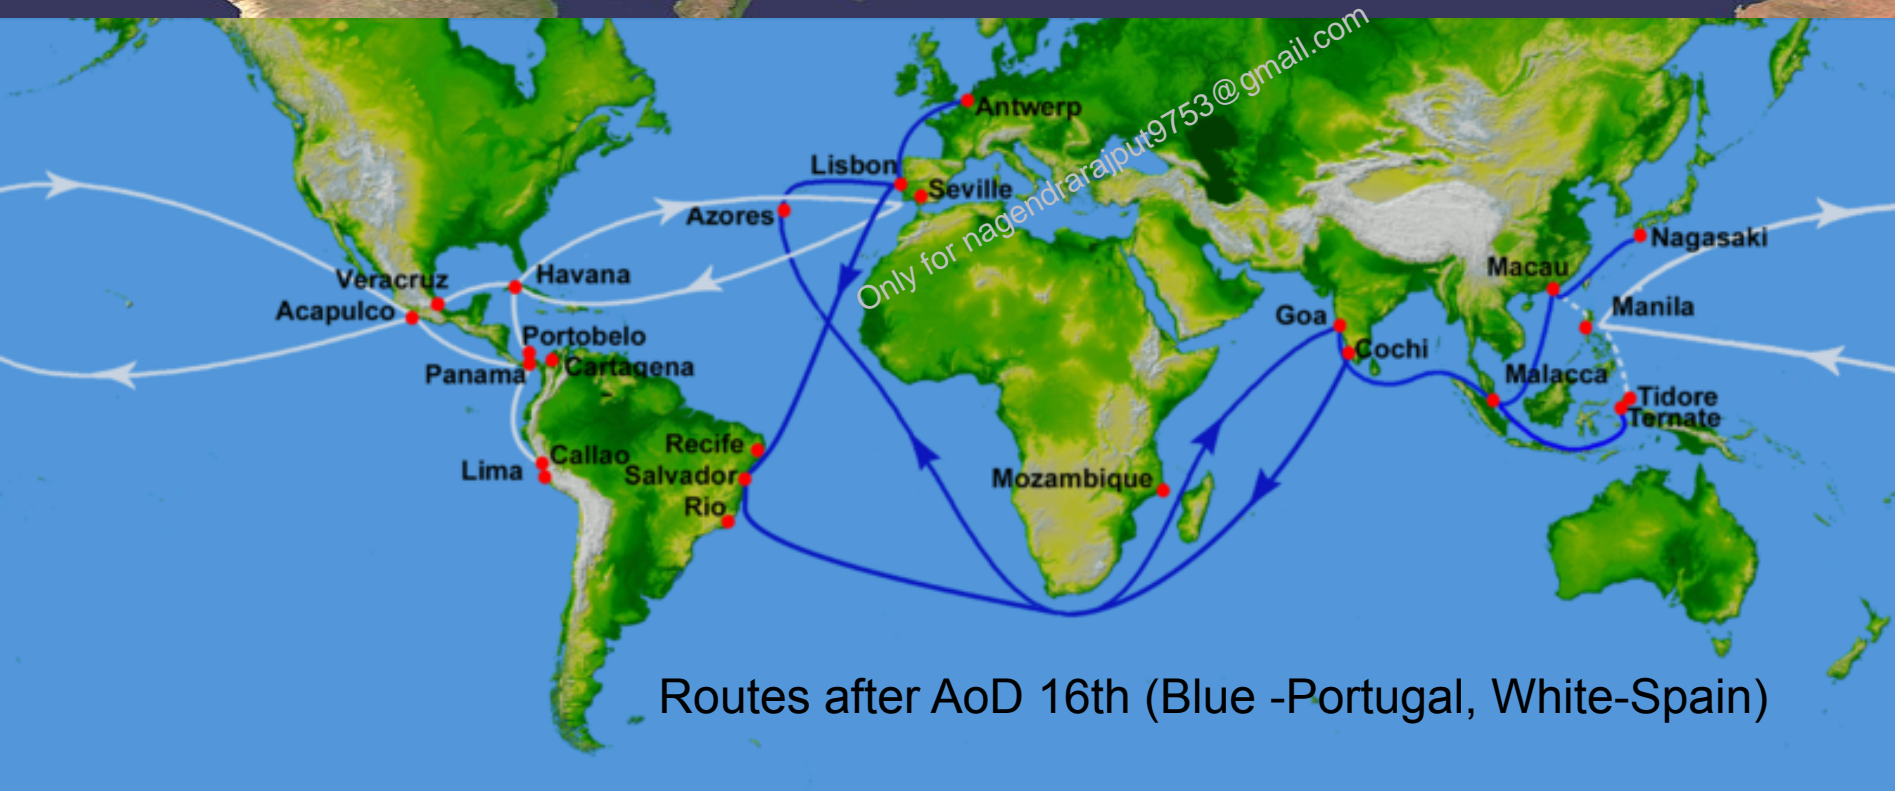 Only for nagendrarajput9753@gmail.com
Antwerp
Lisbon
Seville
Azores
Nagasaki
Macau
Veracruz
Havana
Acapulco
Manila
Goa
Portobelo
Cochi
Panama
Cartagena
Malacca
Tidore
Ternate
Recife
Callao
Lima
Salvador
Mozambique
Rio
Routes after AoD 16th (Blue -Portugal, White-Spain)